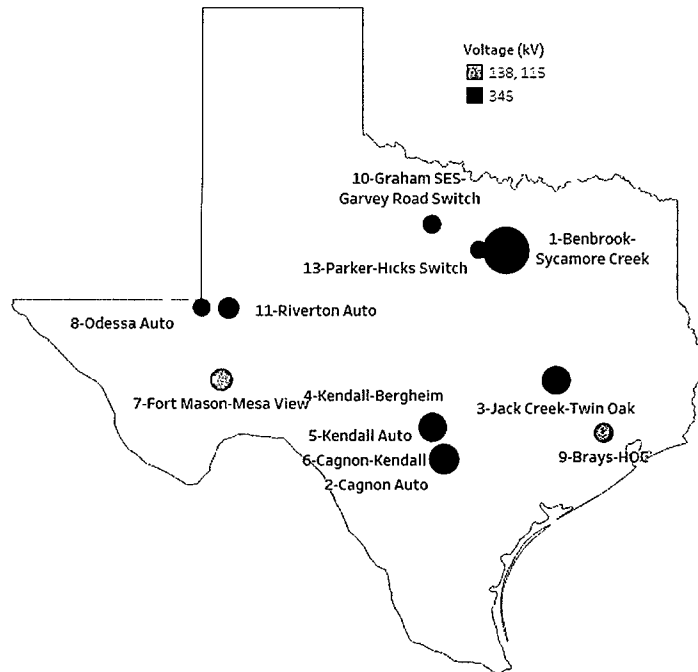 Voltage (kV)
138, 115
345
10-Graham SES-
Garvey Road Switch
1-Benbrook-
Sycamore Creek
13-Parker-Hicks Switch
11-Riverton Auto
8-Odessa Auto
7-Fort Mason-Mesa View
4-Kendall-Bergheim
3-Jack Creek-Twin Oak
5-Kendall Auto
9-Brays-HOC
6-Cagnon-Kendall
2-Cagnon Auto